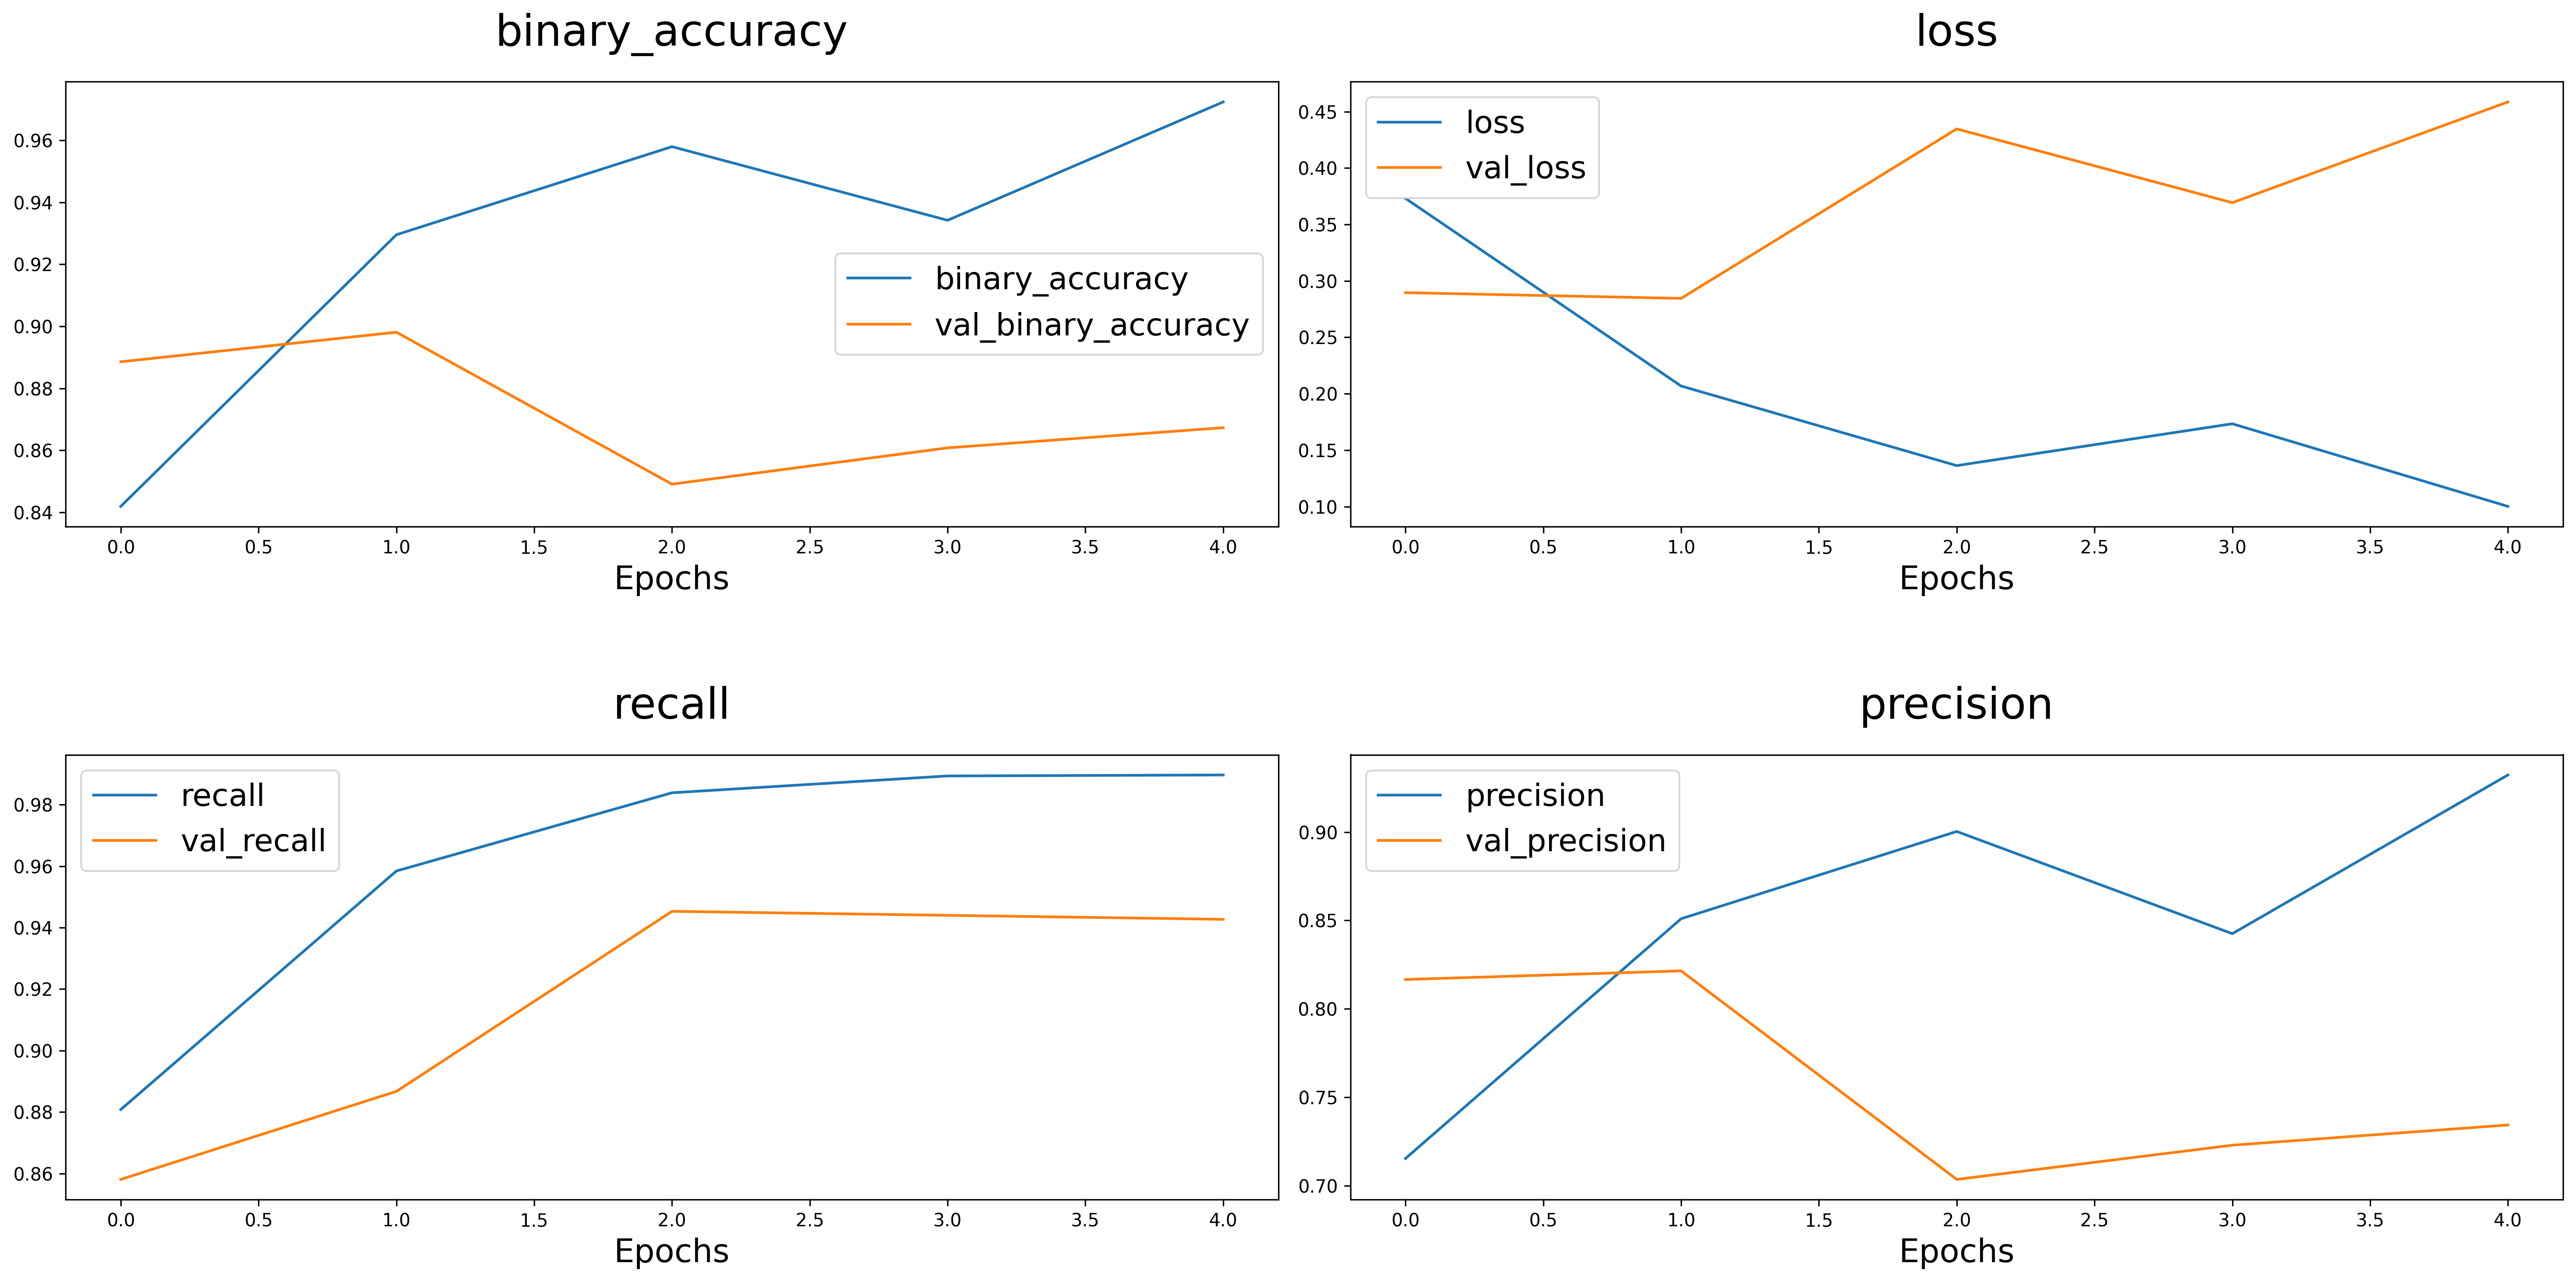 binary_accuracy
0.96
0.94
0.92
0.90
0.88
0.86
0.84
binary_accuracy
val_binary_accuracy
0.0 0.5 1.0 1.5 2.0 2.5 3.0 3.5 4.0
Epochs
loss
0.45
0.40
0.35
0.30
0.25
0.20
0.15
0.10
loss
val_loss
0.0 0.5 1.0 1.5 2.0 2.5 3.0 3.5 4.0
Epochs
recall
0.98
0.96
0.94
0.92
0.90
0.88
0.86
recall
val_recall
0.0 0.5 1.0 1.5 2.0 2.5 3.0 3.5 4.0
Epochs
precision
0.90
0.85
0.80
0.75
0.70
precision
val_precision
0.0 0.5 1.0 1.5 2.0 2.5 3.0 3.5 4.0
Epochs